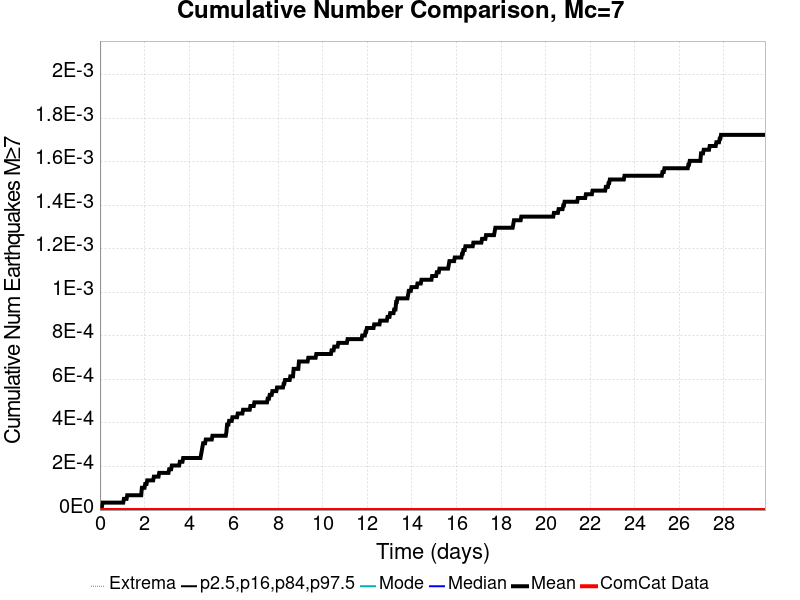 Cumulative Number Comparison, Mc=7
Cumulative Num Earthquakes M≥7
2E-3
1.8E-3
1.6E-3
1.4E-3
1.2E-3
1E-3
8E-4
6E-4
4E-4
2E-4
0E0
0 2 4 6 8 10 12 14 16 18 20 22 24 26 28
Time (days)
Extrema p2.5,p16,p84,p97.5 Mode Median Mean ComCat Data